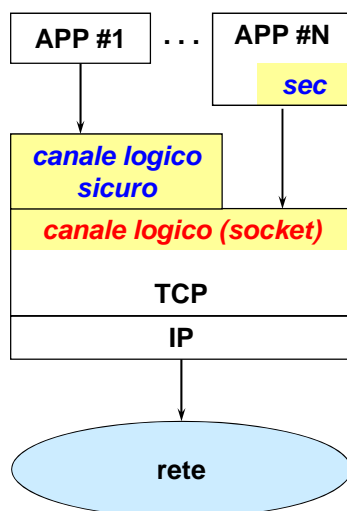 APP #1 . . . APP #N
sec
canale logico
sicuro
canale logico (socket)
TCP
IP
rete